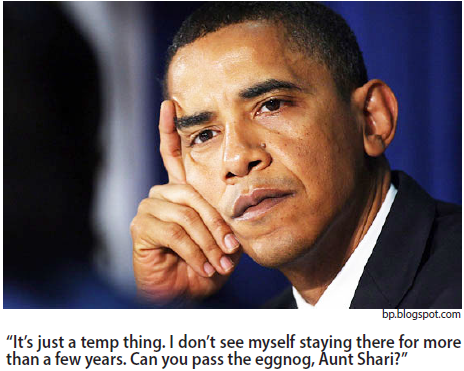 bp.blogspot.com
“It’s just a temp thing. I don’t see myself staying there for more
than a few years. Can you pass the eggnog, Aunt Shari?”